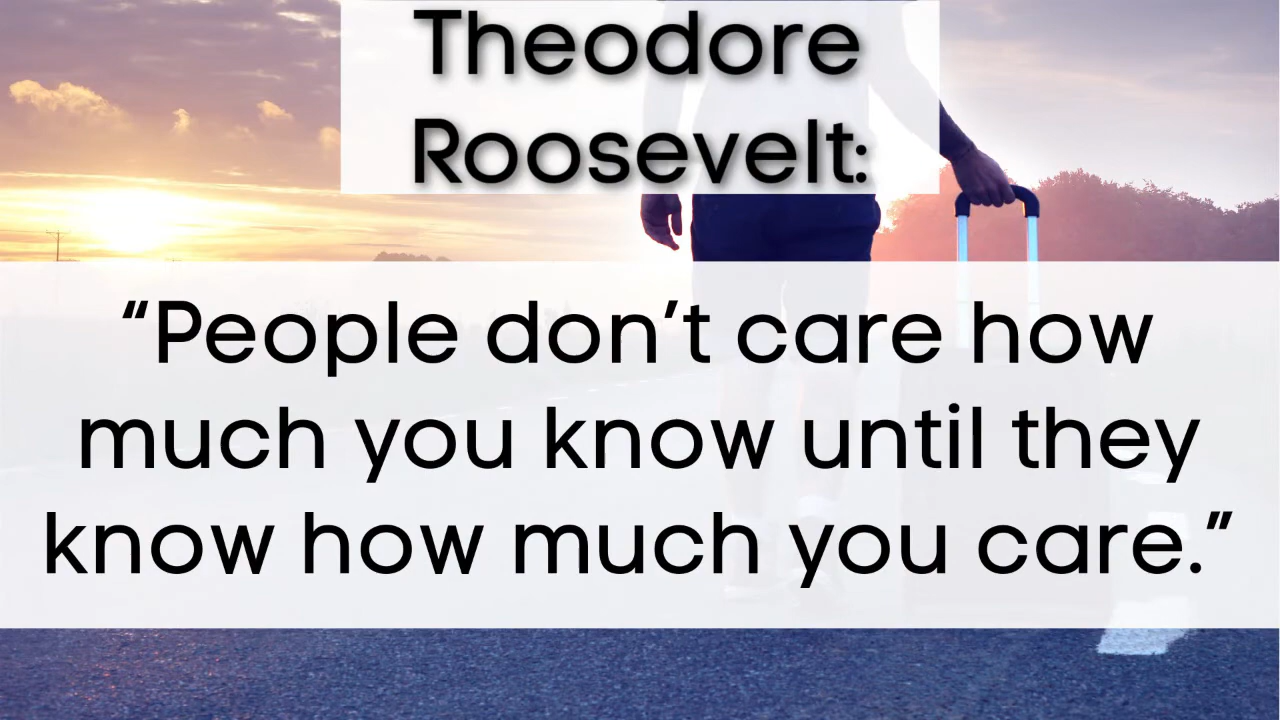 Theodore
Roosevelt:
“People don’t care how
much you know until they
know how much you care.”